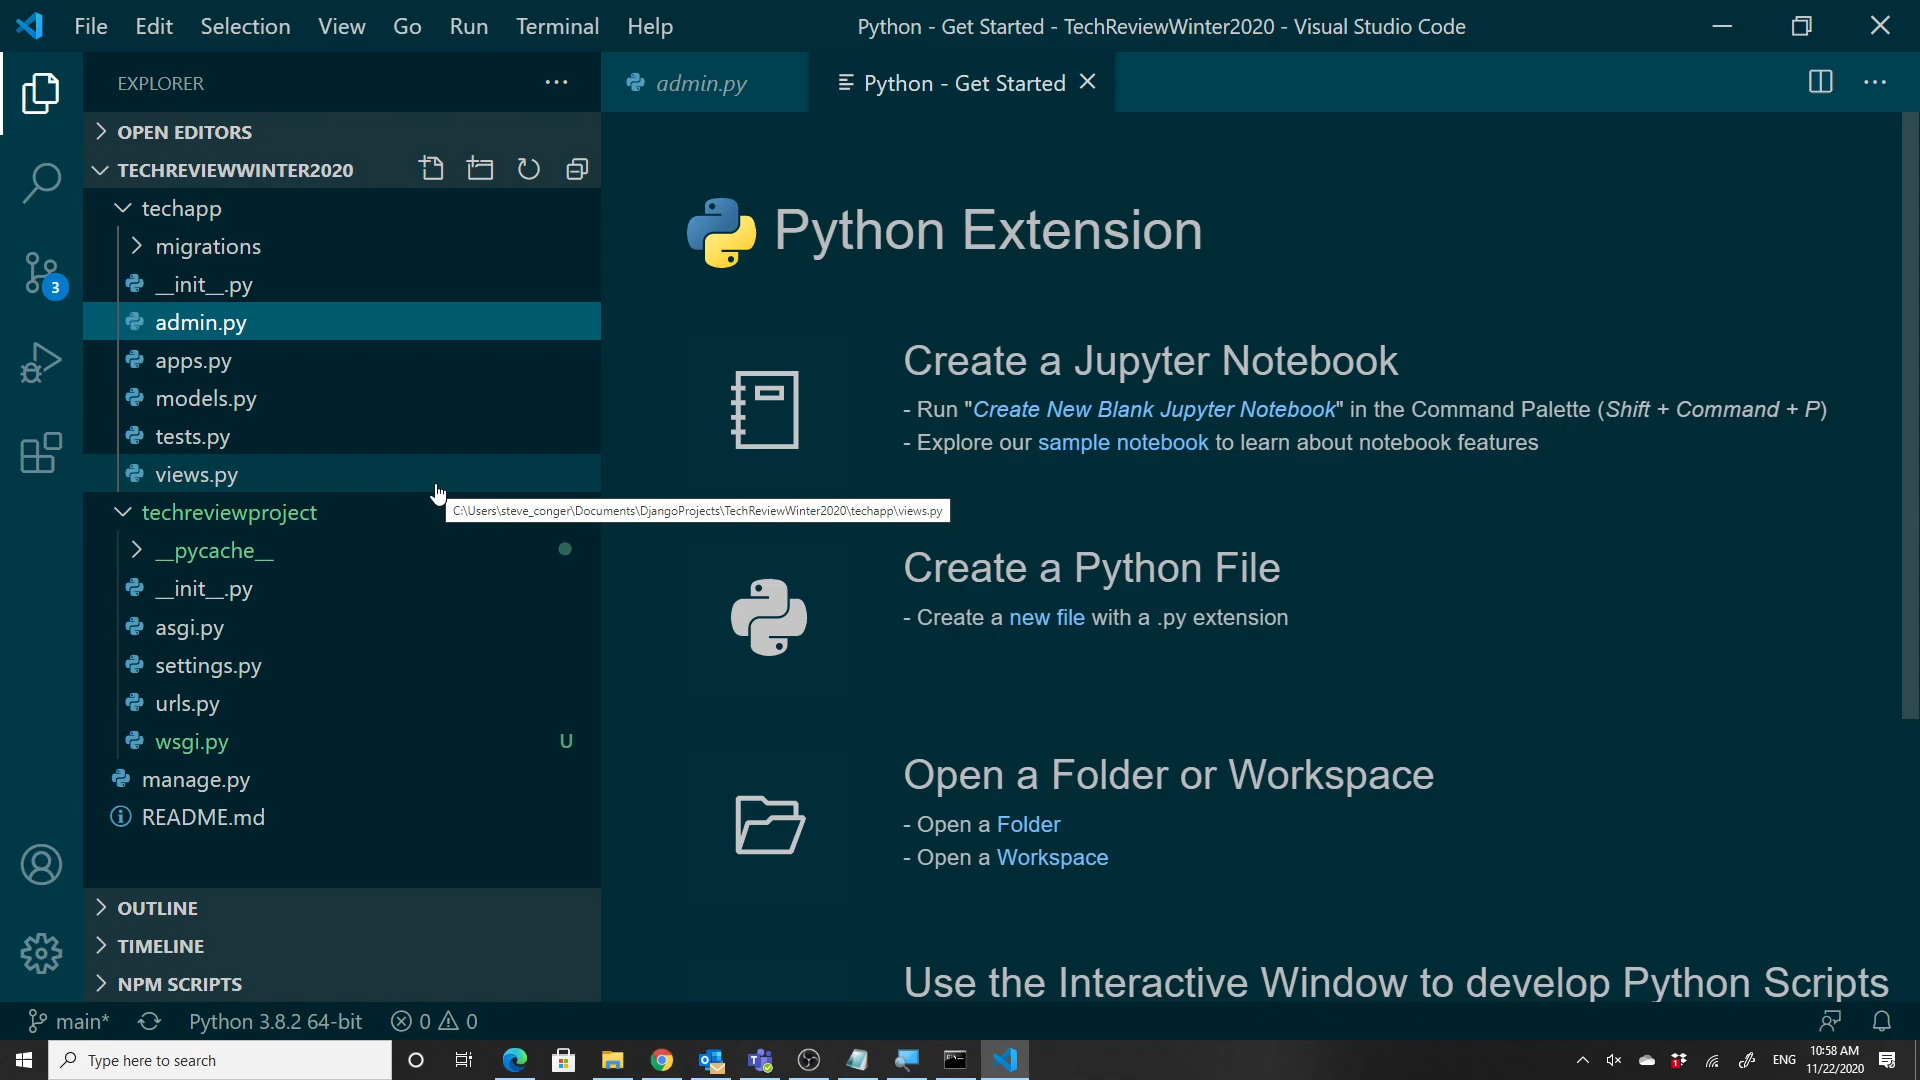 File Edit Selection View Go Run Terminal Help
Python - Get Started - TechReviewWinter2020 - Visual Studio Code
EXPLORER
admin.py
Python - Get Started
OPEN EDITORS
TECHREVIEWWINTER2020
techapp
migrations
__init__.py
admin.py
apps.py
models.py
tests.py
views.py
techreviewproject
__pycache__
__init__.py
asgi.py
settings.py
urls.py
wsgi.py U
manage.py
README.md
OUTLINE
TIMELINE
NPM SCRIPTS
3
C:\Users\steve_conger\Documents\DjangoProjects\TechReviewWinter2020\techapp\views.py
Python Extension
Create a Jupyter Notebook
- Run "Create New Blank Jupyter Notebook" in the Command Palette (Shift + Command + P)
- Explore our sample notebook to learn about notebook features
Create a Python File
- Create a new file with a .py extension
Open a Folder or Workspace
- Open a Folder
- Open a Workspace
Use the Interactive Window to develop Python Scripts
main* Python 3.8.2 64-bit 0 0
Type here to search
ENG
10:58 AM
11/22/2020